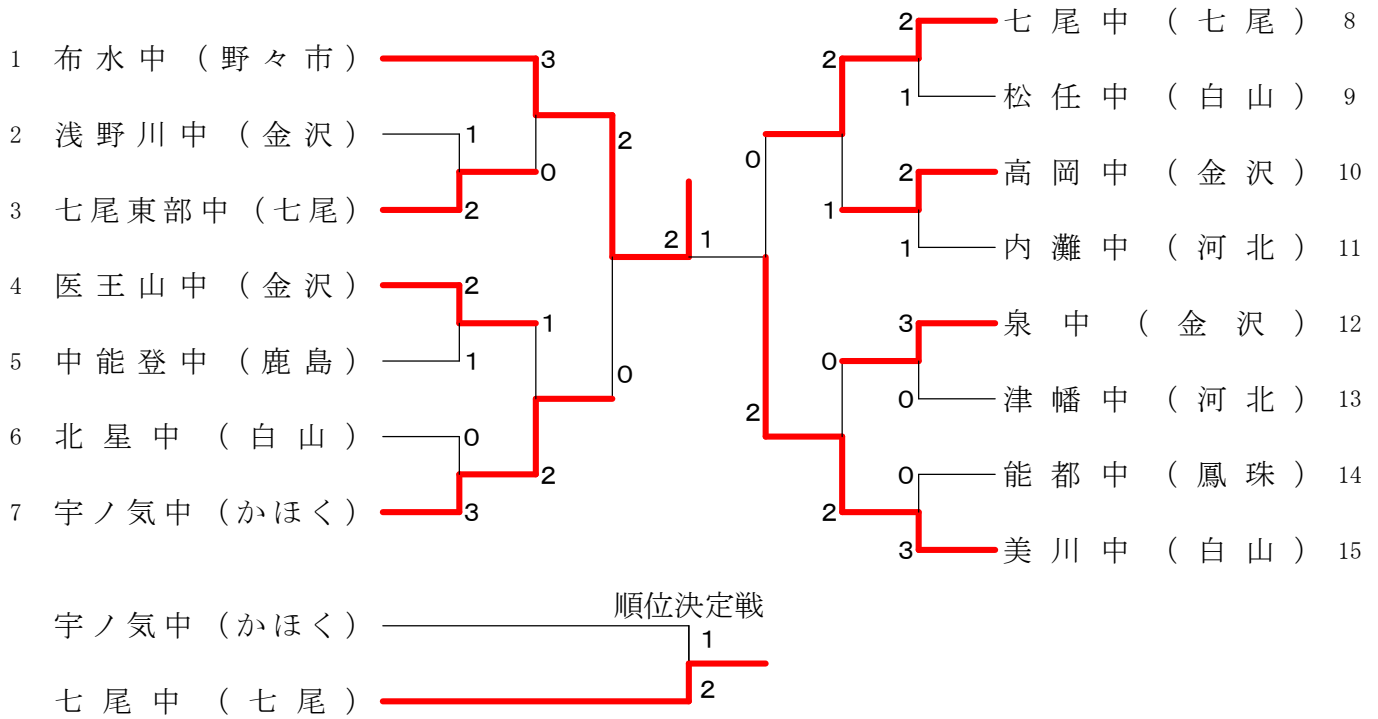 1 布水中（野々市） 3
2 浅野川中（金沢） 1
0
3 七尾東部中（七尾） 2
2
4 医王山中（金沢） 2
1
5 中能登中（鹿島） 1
0
6 北星中（白山） 0
2
7 宇ノ気中（かほく） 3
2 1
2 七尾中（七尾） 8
2
1 松任中（白山） 9
0
2 高岡中（金沢） 10
1
1 内灘中（河北） 11
3 泉中（金沢） 12
0
0 津幡中（河北） 13
2
0 能都中（鳳珠） 14
2
3 美川中（白山） 15
順位決定戦
宇ノ気中（かほく） 1
七尾中（七尾） 2